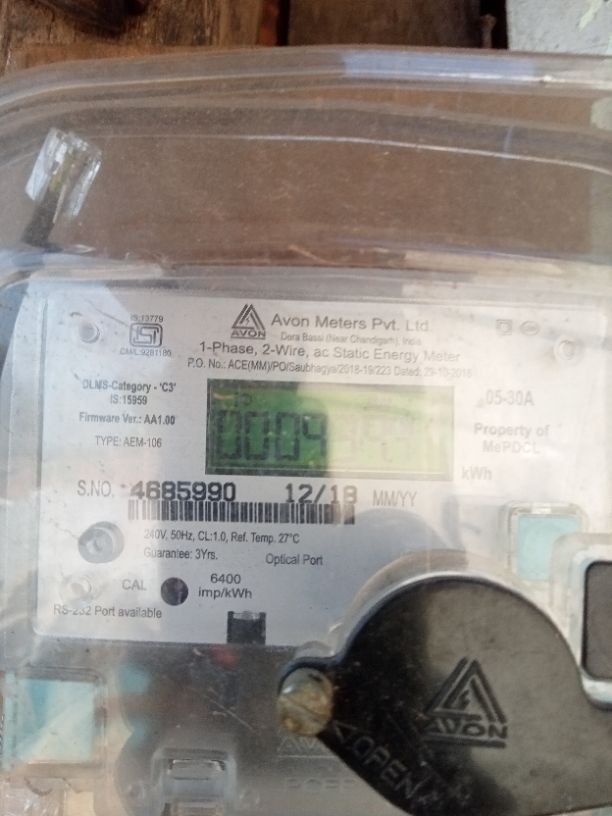 IS:13779
CM/L:9281180
AVON
Avon Meters Pvt. Ltd.
Dera Bassi (Near Chandigarh), India
1-Phase, 2-Wire, ac Static Energy Meter
P.O. No.: ACE(MM)/PO/Saubhagya/2018-19/223 Dated: 29-10-2018
DLMS-Category - 'C3'
IS:15959
Firmware Ver.: AA1.00
TYPE: AEM-106
05-30A
Property of
MePDCL
kWh
S.NO. 4685990 12/18 MM/YY
240V, 50Hz, CL:1.0, Ref. Temp. 27°C
Guarantee: 3Yrs.
Optical Port
CAL
6400
imp/kWh
RS-232 Port available
AVON
OPEN